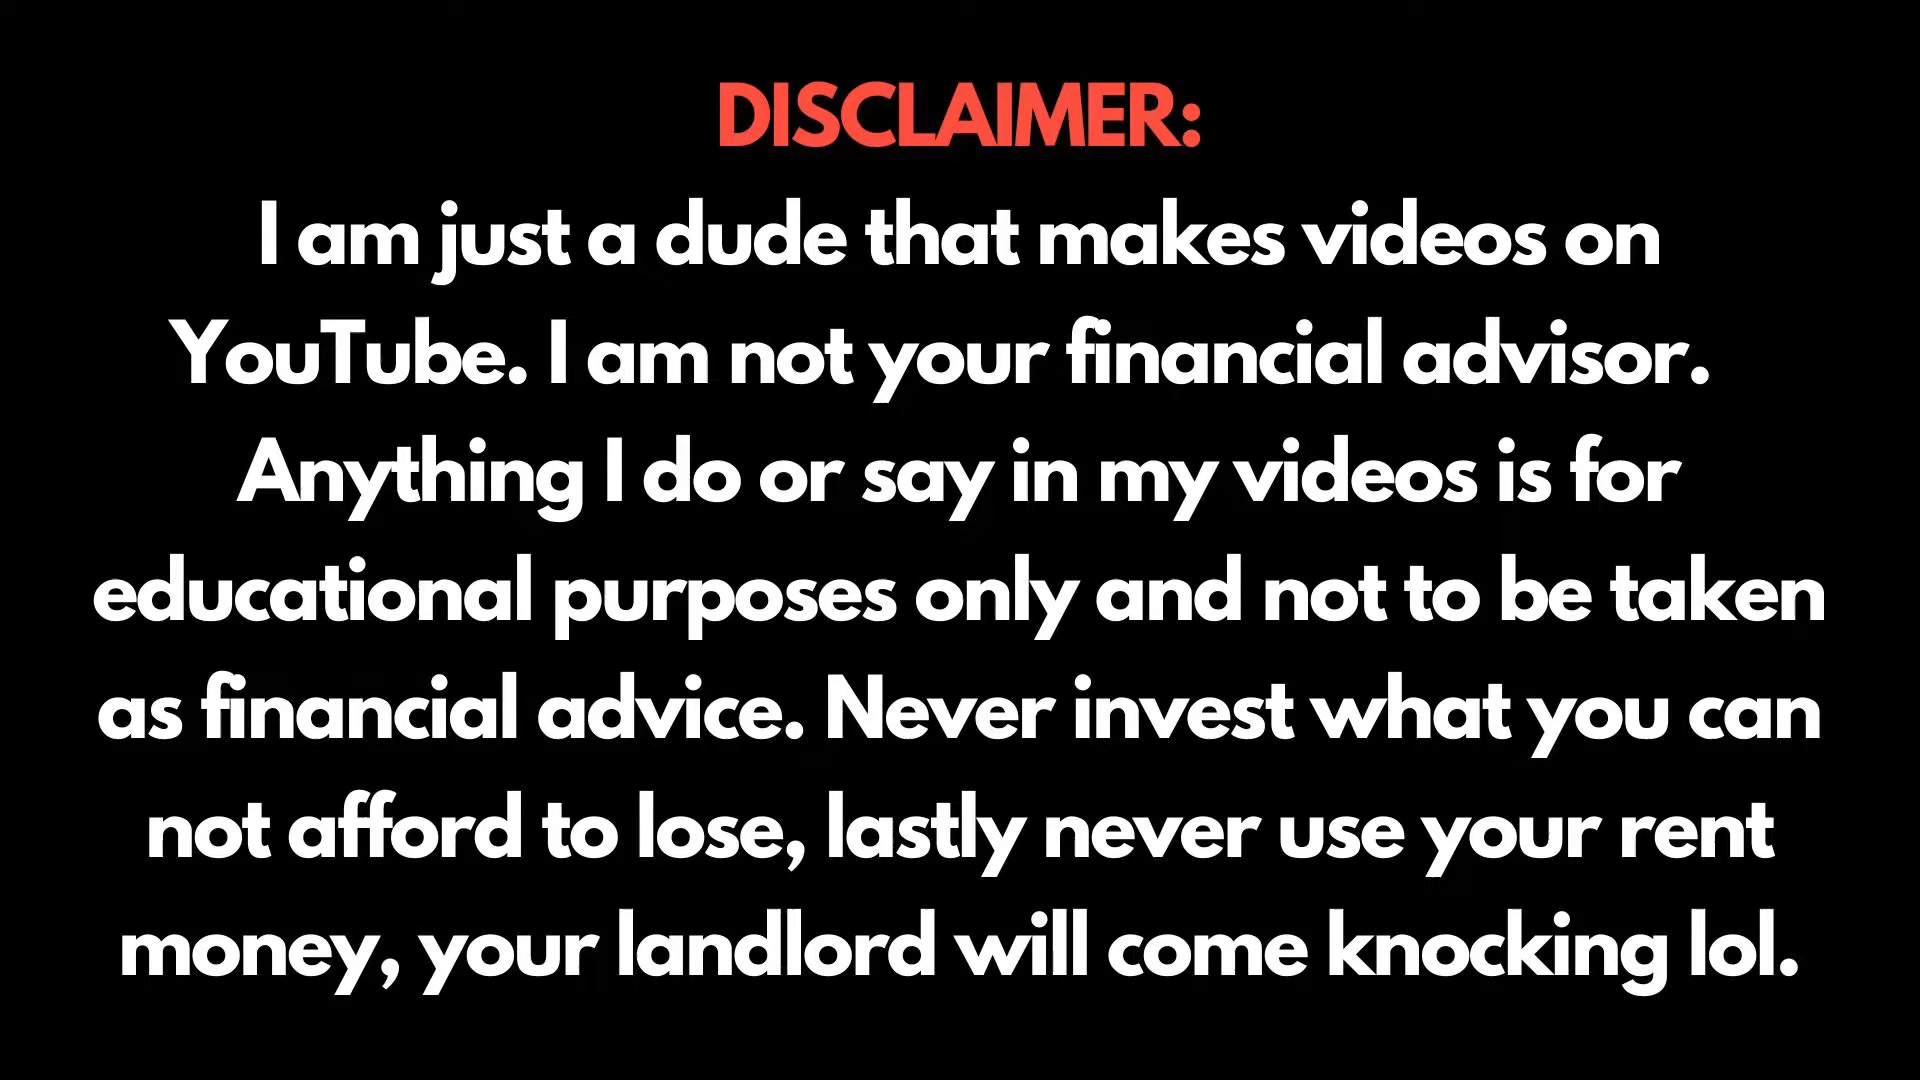 DISCLAIMER:
I am just a dude that makes videos on
YouTube. I am not your financial advisor.
Anything I do or say in my videos is for
educational purposes only and not to be taken
as financial advice. Never invest what you can
not afford to lose, lastly never use your rent
money, your landlord will come knocking lol.